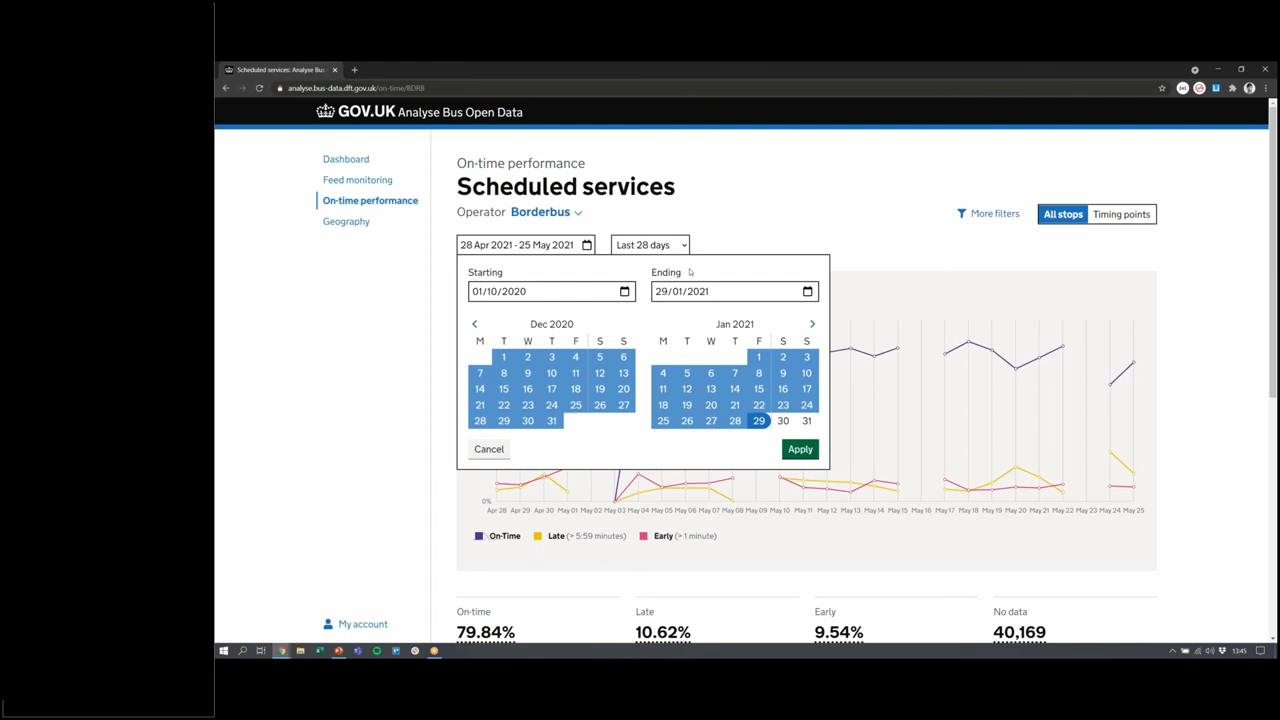 Scheduled services: Analyse Bus
analyse.bus-data.dft.gov.uk/on-time/BDRB
GOV.UK Analyse Bus Open Data
Dashboard
Feed monitoring
On-time performance
Geography
My account
On-time performance
Scheduled services
Operator Borderbus
More filters
All stops
Timing points
28 Apr 2021 - 25 May 2021
Last 28 days
Starting
Ending
01/10/2020
29/01/2021
Dec 2020
Jan 2021
M T W T F S S
M T W T F S S
1 2 3 4 5 6
1 2 3
7 8 9 10 11 12 13
4 5 6 7 8 9 10
14 15 16 17 18 19 20
11 12 13 14 15 16 17
21 22 23 24 25 26 27
18 19 20 21 22 23 24
28 29 30 31
25 26 27 28 29 30 31
Cancel
Apply
0%
Apr 28 Apr 29 Apr 30 May 01 May 02 May 03 May 04 May 05 May 06 May 07 May 08 May 09 May 10 May 11 May 12 May 13 May 14 May 15 May 16 May 17 May 18 May 19 May 20 May 21 May 22 May 23 May 24 May 25
On-Time
Late (> 5:59 minutes)
Early (> 1 minute)
On-time
Late
Early
No data
79.84%
10.62%
9.54%
40,169
13:45